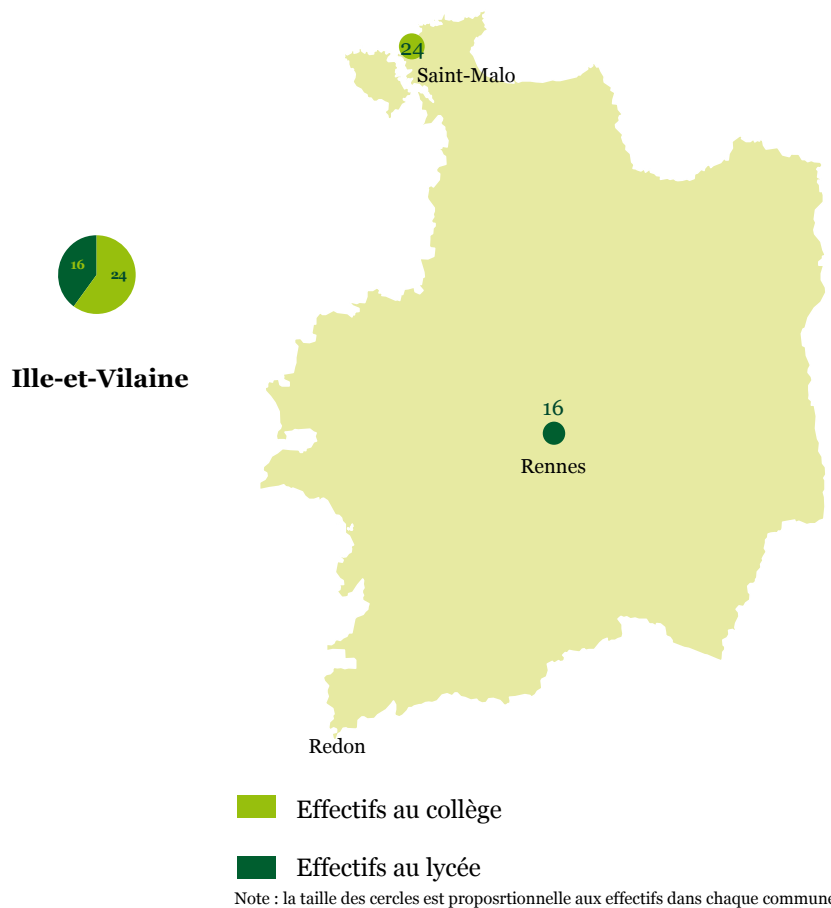 24
Saint-Malo
16
24
Ille-et-Vilaine
16
Rennes
Redon
Effectifs au collège
Effectifs au lycée
Note : la taille des cercles est proposrtionnelle aux effectifs dans chaque commune